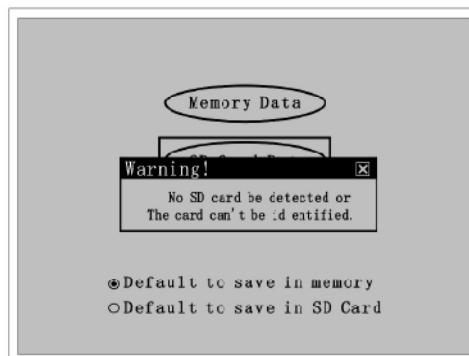 Memory Data
Warning!
No SD card be detected or
The card can't be id entified.
Default to save in memory
Default to save in SD Card